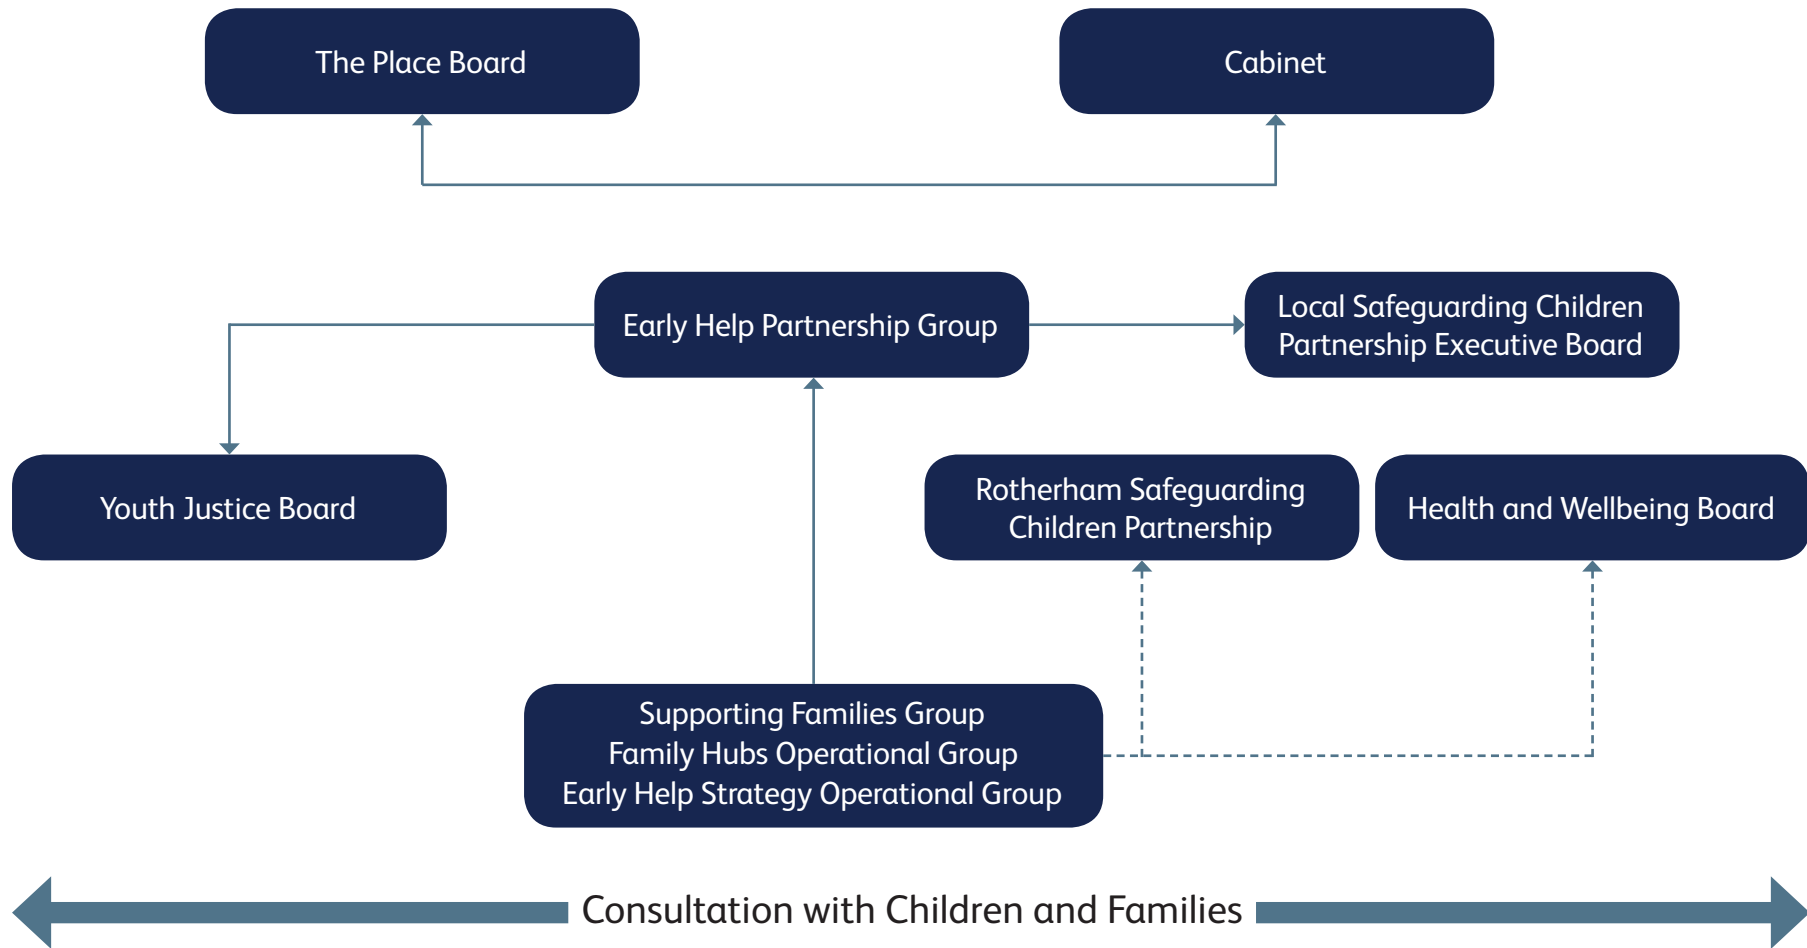 The Place Board
Cabinet
Early Help Partnership Group
Local Safeguarding Children
Partnership Executive Board
Youth Justice Board
Rotherham Safeguarding
Children Partnership
Health and Wellbeing Board
Supporting Families Group
Family Hubs Operational Group
Early Help Strategy Operational Group
Consultation with Children and Families